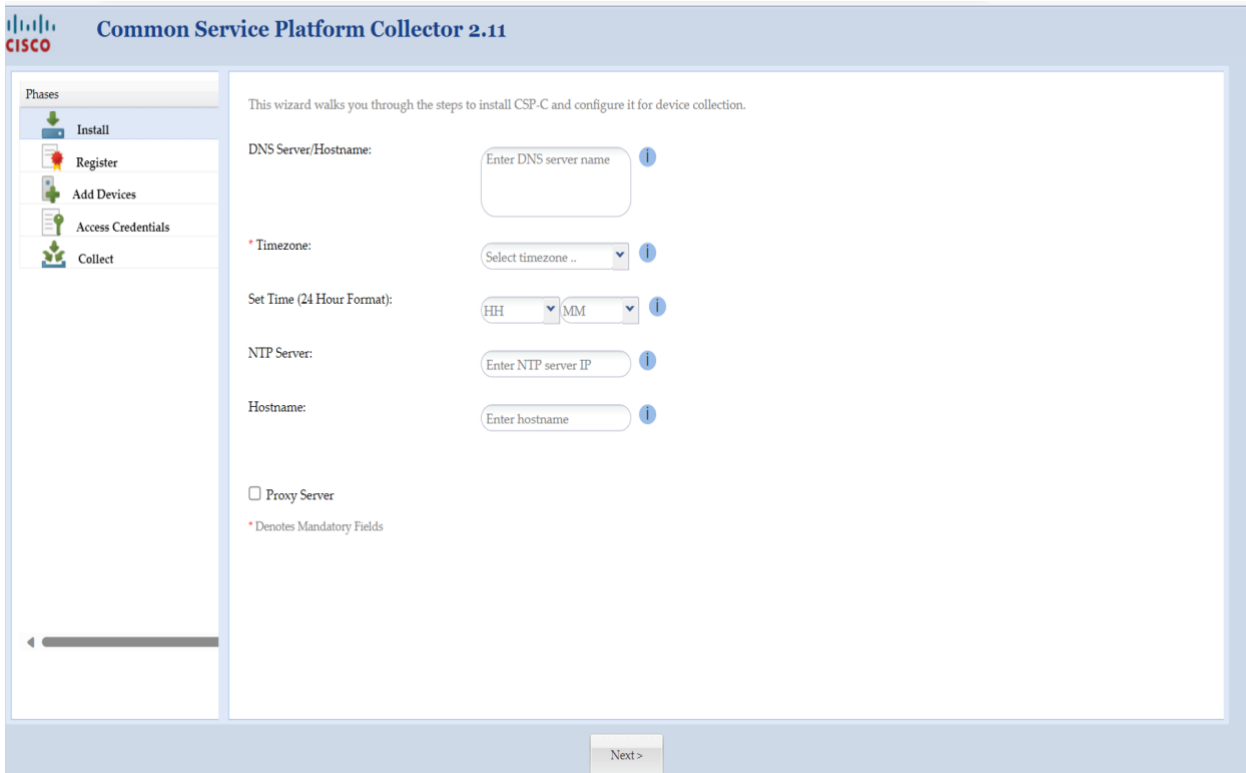 CISCO
Common Service Platform Collector 2.11
Phases
Install
Register
Add Devices
Access Credentials
Collect
This wizard walks you through the steps to install CSP-C and configure it for device collection.
DNS Server/Hostname:
Enter DNS server name
i
* Timezone:
Select timezone ..
i
Set Time (24 Hour Format):
HH
MM
i
NTP Server:
Enter NTP server IP
i
Hostname:
Enter hostname
i
Proxy Server
* Denotes Mandatory Fields
Next >